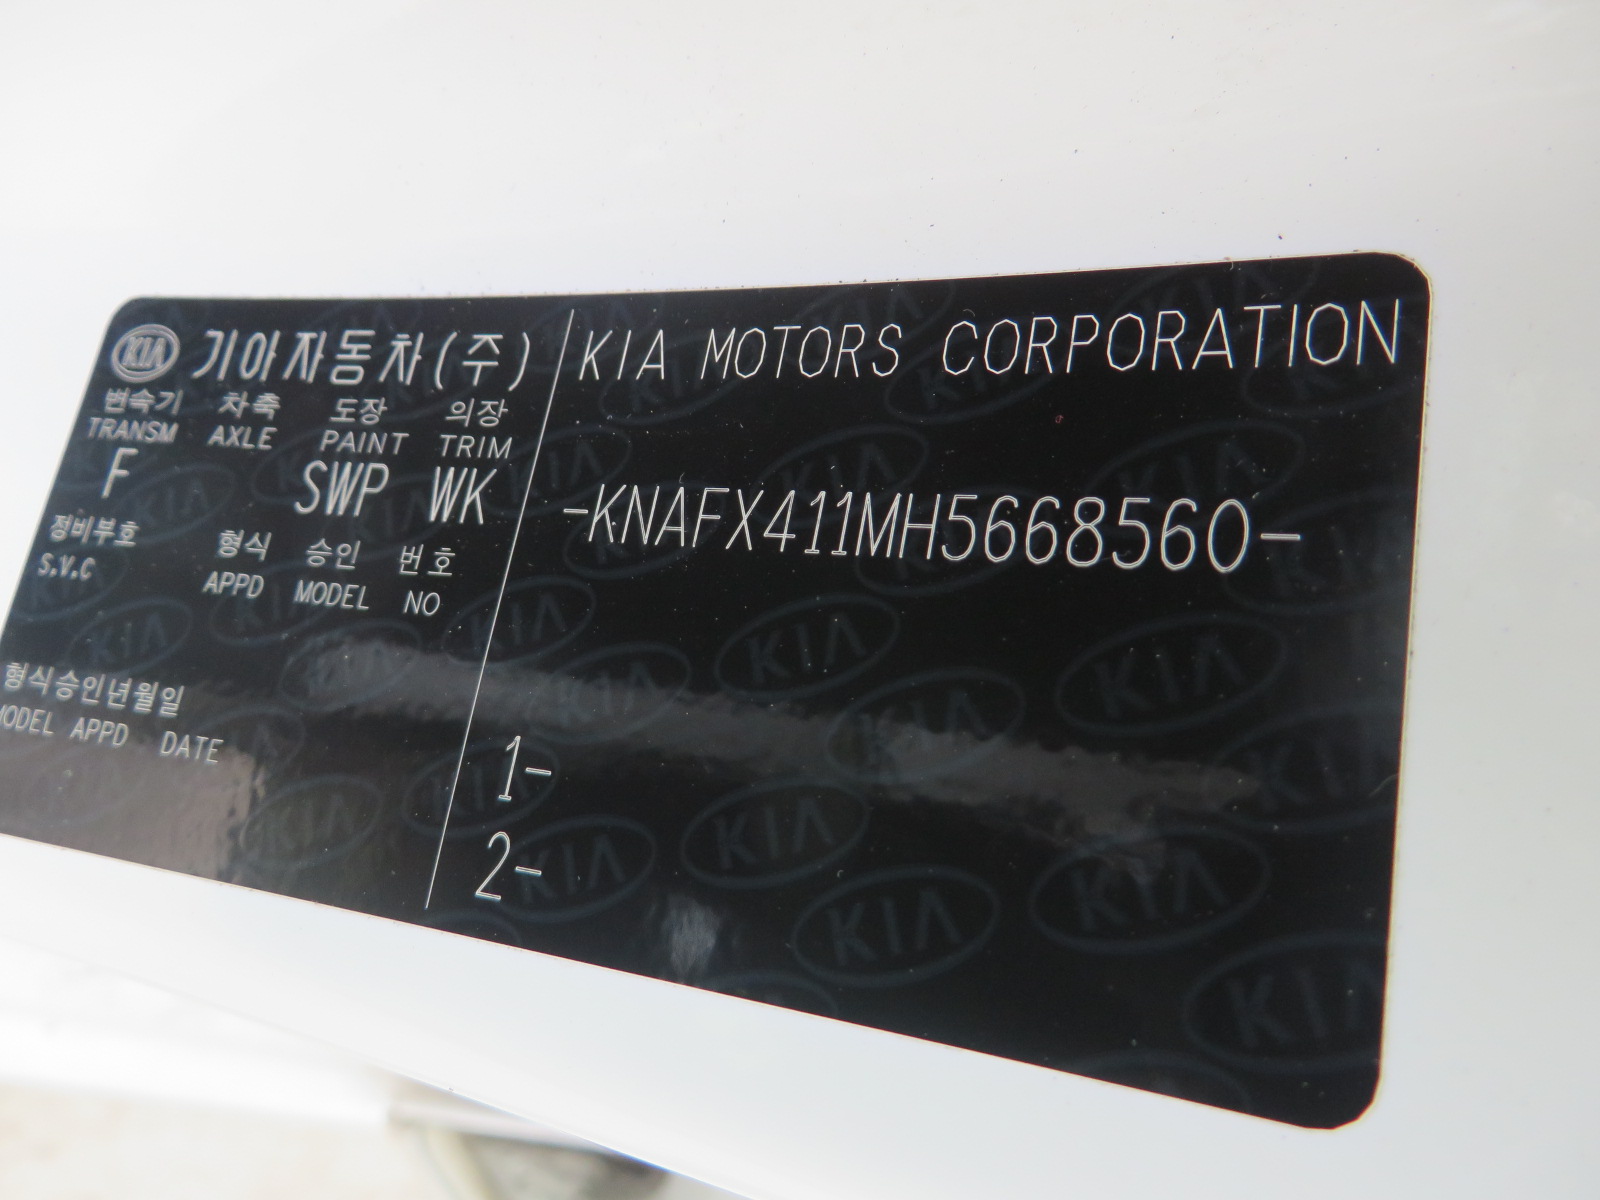 KIA 기아자동차(주)
변속기 차축 도장 의장
TRANSM AXLE PAINT TRIM
F SWP WK
정비부호 형식 승인 번호
S.V.C APPD MODEL NO
형식승인년월일
MODEL APPD DATE
KIA MOTORS CORPORATION
-KNAFX411MH5668560-
1-
2-